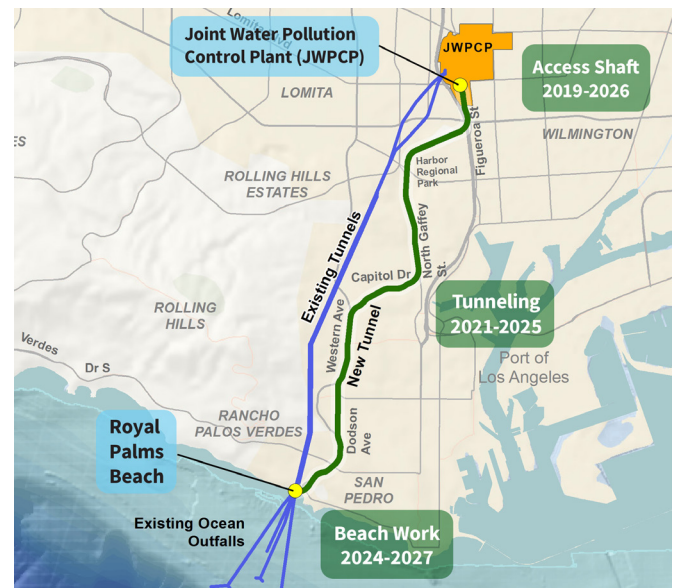 Joint Water Pollution
Control Plant (JWPCP)
JWPCP
Access Shaft
2019-2026
LOMITA
WILMINGTON
Figueroa St
Harbor
Regional
Park
ROLLING HILLS
ESTATES
Existing Tunnels
North Gaffey
St.
Capitol Dr
Tunneling
2021-2025
ROLLING
HILLS
Western Ave
New Tunnel
Port of
Los Angeles
Verdes
Dr S
RANCHO
PALOS VERDES
Dodson
Ave
Royal
Palms
Beach
SAN
PEDRO
Existing Ocean
Outfalls
Beach Work
2024-2027